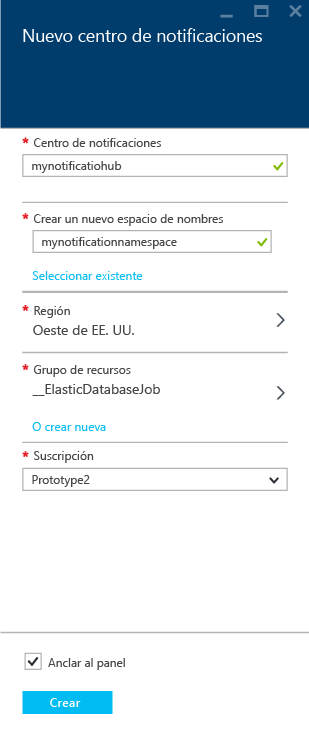 Nuevo centro de notificaciones
* Centro de notificaciones
mynotificatiohub
* Crear un nuevo espacio de nombres
mynotificationnamespace
Seleccionar existente
* Región
Oeste de EE. UU.
* Grupo de recursos
__ElasticDatabaseJob
O crear nueva
* Suscripción
Prototype2
Anclar al panel
Crear